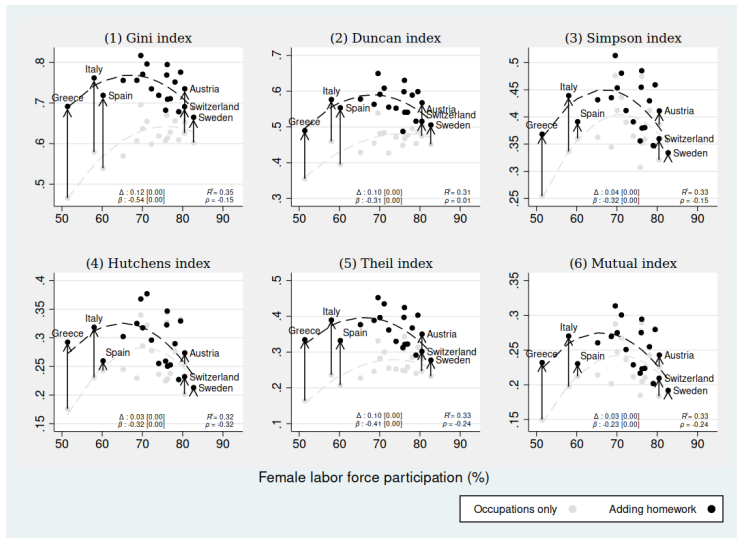 (1) Gini index
(2) Duncan index
(3) Simpson index
.8
.7
.6
.5
Greece
Italy
Spain
Austria
Switzerland
Sweden
Δ : 0.12 [0.00]
β : -0.54 [0.00]
R²= 0.35
ρ = -0.15
50 60 70 80 90
.7
.6
.5
.4
.3
Greece
Italy
Spain
Austria
Switzerland
Sweden
Δ : 0.10 [0.00]
β : -0.31 [0.00]
R²= 0.31
ρ = 0.01
50 60 70 80 90
.5
.45
.4
.35
.3
.25
Greece
Italy
Spain
Austria
Switzerland
Sweden
Δ : 0.04 [0.00]
β : -0.32 [0.00]
R²= 0.33
ρ = -0.15
50 60 70 80 90
(4) Hutchens index
(5) Theil index
(6) Mutual index
.4
.35
.3
.25
.2
.15
Greece
Italy
Spain
Austria
Switzerland
Sweden
Δ : 0.03 [0.00]
β : -0.32 [0.00]
R²= 0.32
ρ = -0.32
50 60 70 80 90
.5
.4
.3
.2
.1
Greece
Italy
Spain
Austria
Switzerland
Sweden
Δ : 0.10 [0.00]
β : -0.41 [0.00]
R²= 0.33
ρ = -0.24
50 60 70 80 90
.35
.3
.25
.2
.15
Greece
Italy
Spain
Austria
Switzerland
Sweden
Δ : 0.03 [0.00]
β : -0.23 [0.00]
R²= 0.33
ρ = -0.24
50 60 70 80 90
Female labor force participation (%)
Occupations only
Adding homework